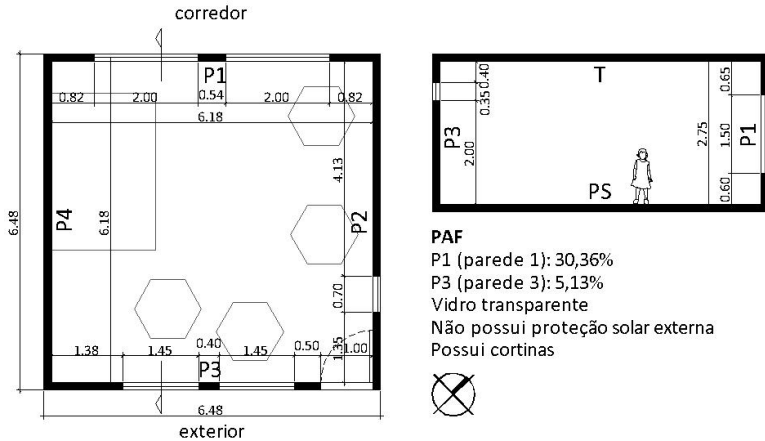 corredor
P1
0.82 2.00 0.54 2.00 0.82
6.18
4.13
6.48
P4
6.18
P2
0.70
1.35
1.38 1.45 0.40 1.45 0.50 1.00
P3
6.48
exterior
T
0.40
0.35
P3
2.00
0.65
2.75
1.50
P1
0.60
PS
PAF
P1 (parede 1): 30,36%
P3 (parede 3): 5,13%
Vidro transparente
Não possui proteção solar externa
Possui cortinas